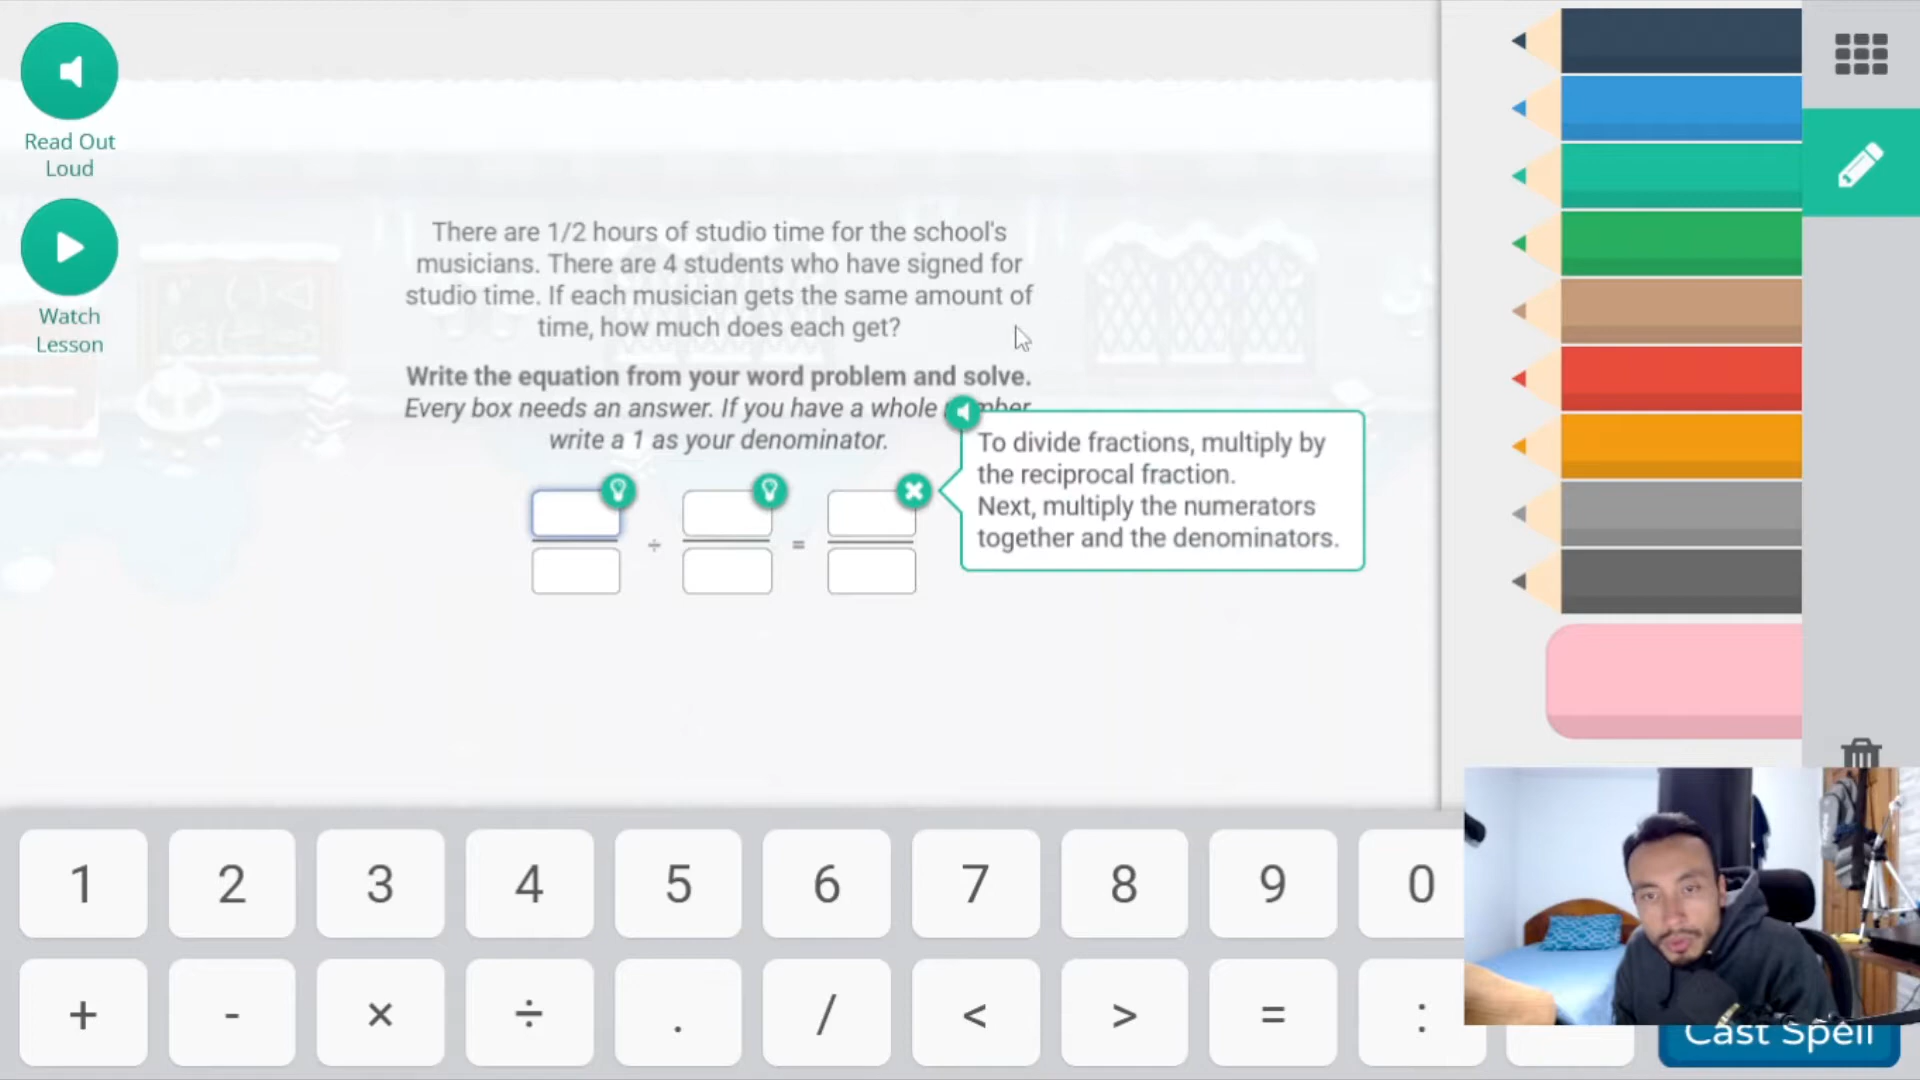 Read Out
Loud
Watch
Lesson
There are 1/2 hours of studio time for the school's
musicians. There are 4 students who have signed for
studio time. If each musician gets the same amount of
time, how much does each get?
Write the equation from your word problem and solve.
Every box needs an answer. If you have a whole number
write a 1 as your denominator.
÷ =
To divide fractions, multiply by
the reciprocal fraction.
Next, multiply the numerators
together and the denominators.
1 2 3 4 5 6 7 8 9 0
+ - × ÷ . / < > = :
Cast Spell